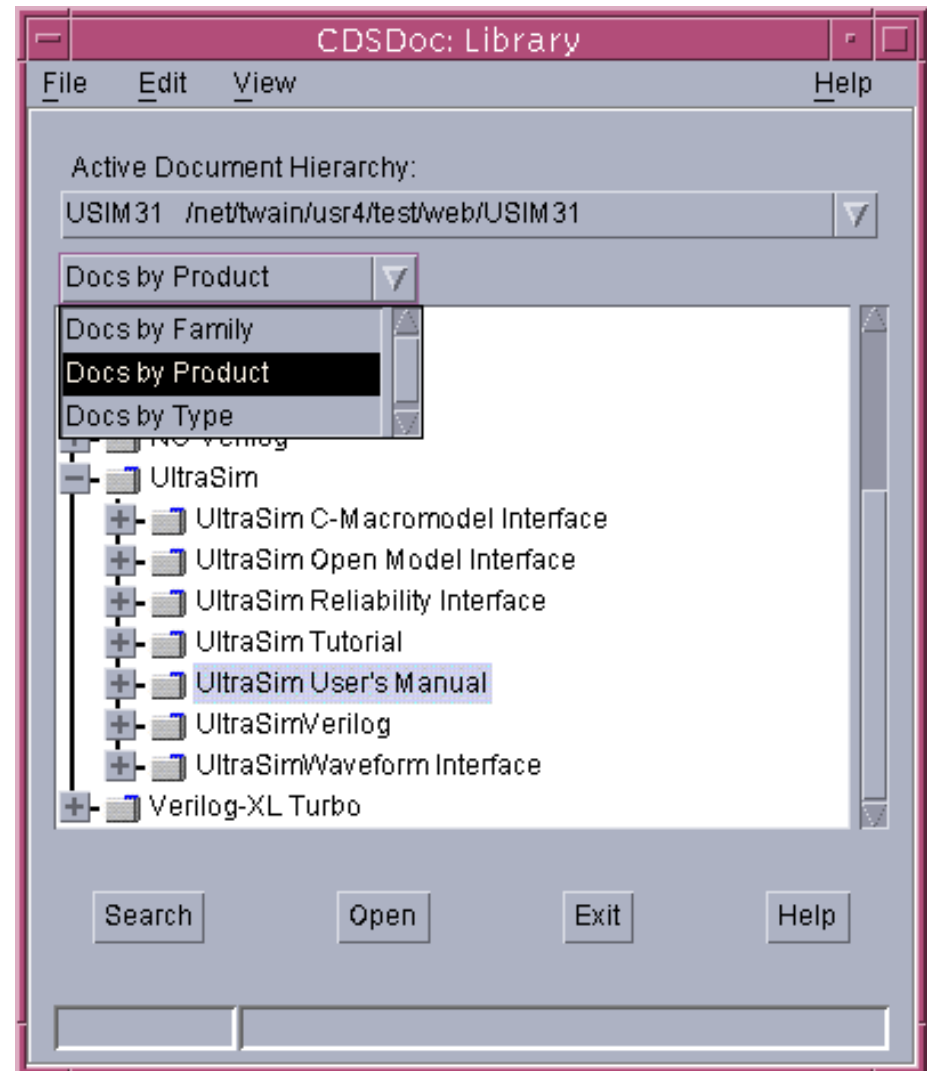 CDSDoc: Library
File Edit View Help
Active Document Hierarchy:
USIM31 /net/twain/usr4/test/web/USIM31
Docs by Product
Docs by Family
Docs by Product
Docs by Type
NC-Verilog
UltraSim
UltraSim C-Macromodel Interface
UltraSim Open Model Interface
UltraSim Reliability Interface
UltraSim Tutorial
UltraSim User's Manual
UltraSimVerilog
UltraSimWaveform Interface
Verilog-XL Turbo
Search Open Exit Help